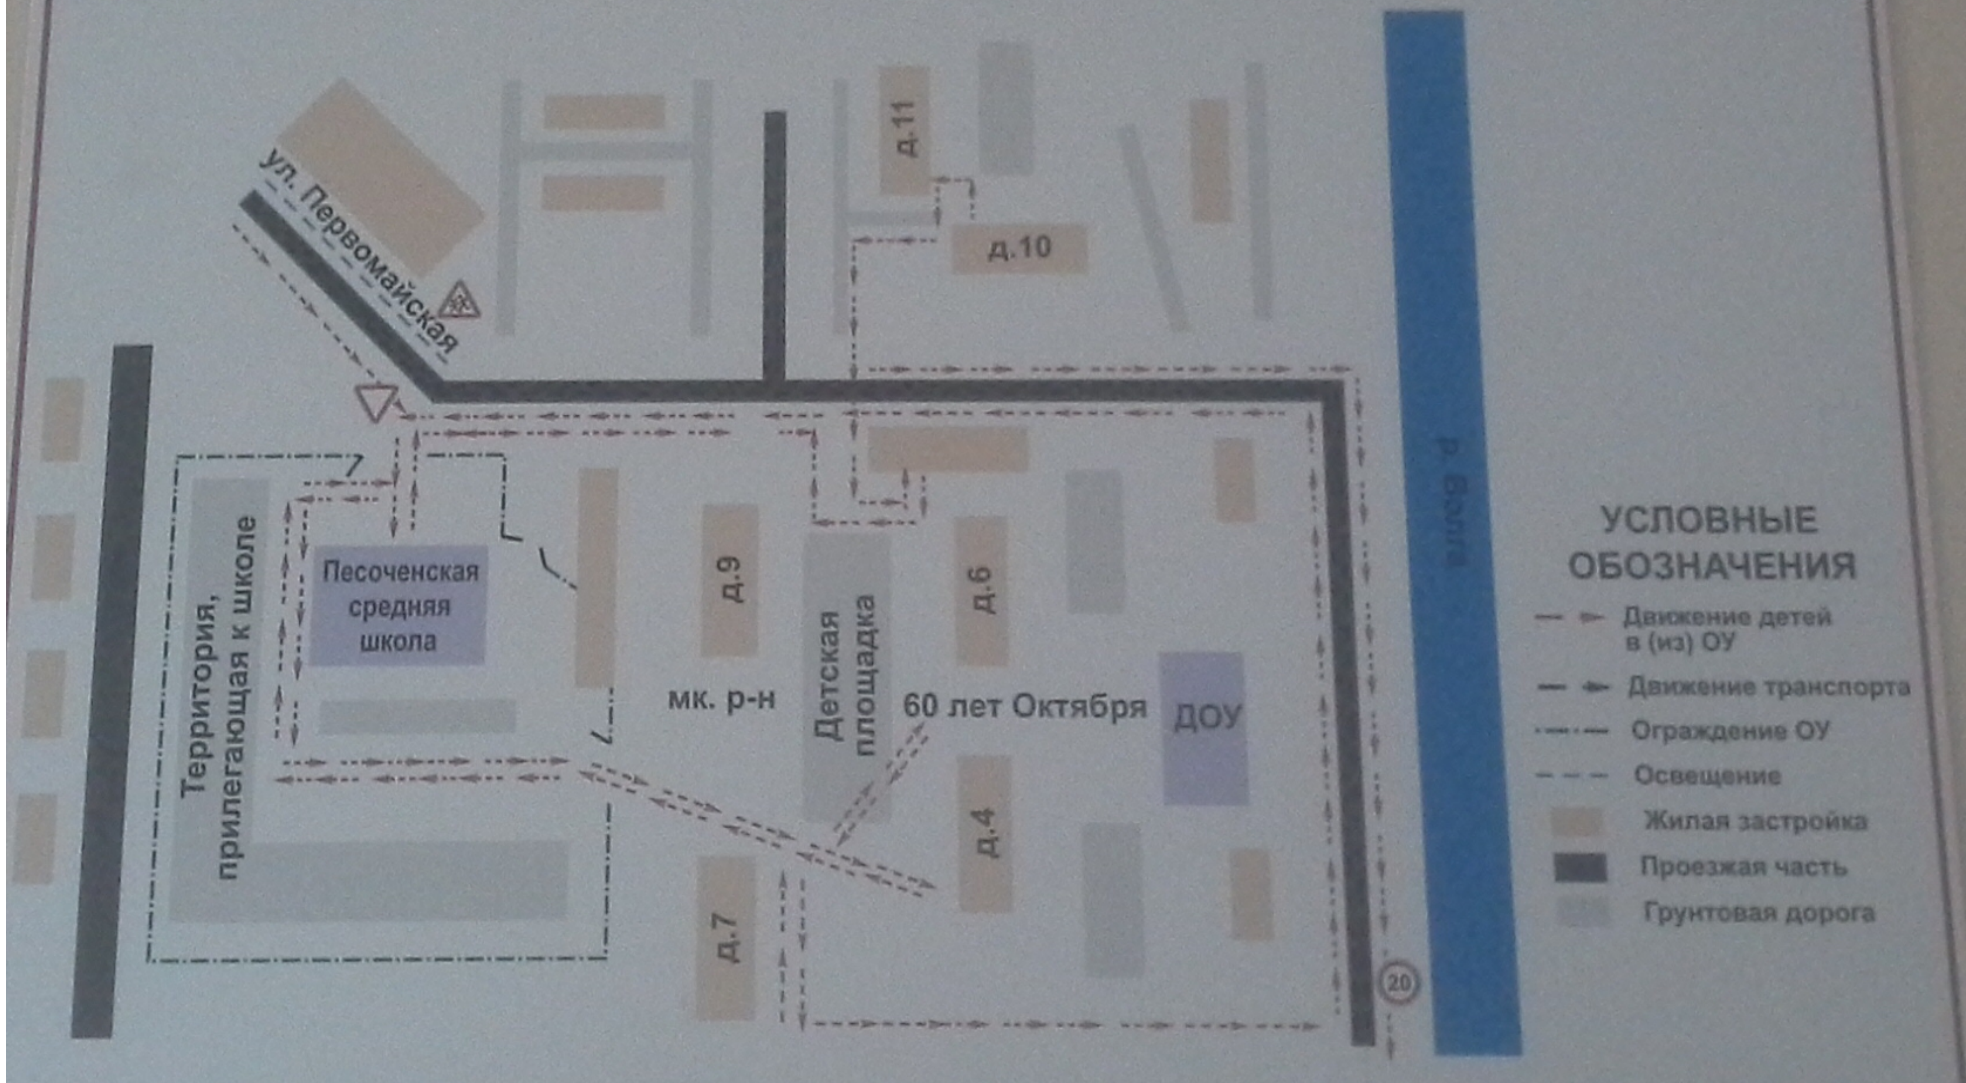 ул. Первомайская
д.11
д.10
Песоченская
средняя
школа
Территория,
прилегающая к школе
д.9
Детская
площадка
д.6
мк. р-н
60 лет Октября
ДОУ
д.4
д.7
20
р. Волга
УСЛОВНЫЕ
ОБОЗНАЧЕНИЯ
Движение детей
в (из) ОУ
Движение транспорта
Ограждение ОУ
Освещение
Жилая застройка
Проезжая часть
Грунтовая дорога